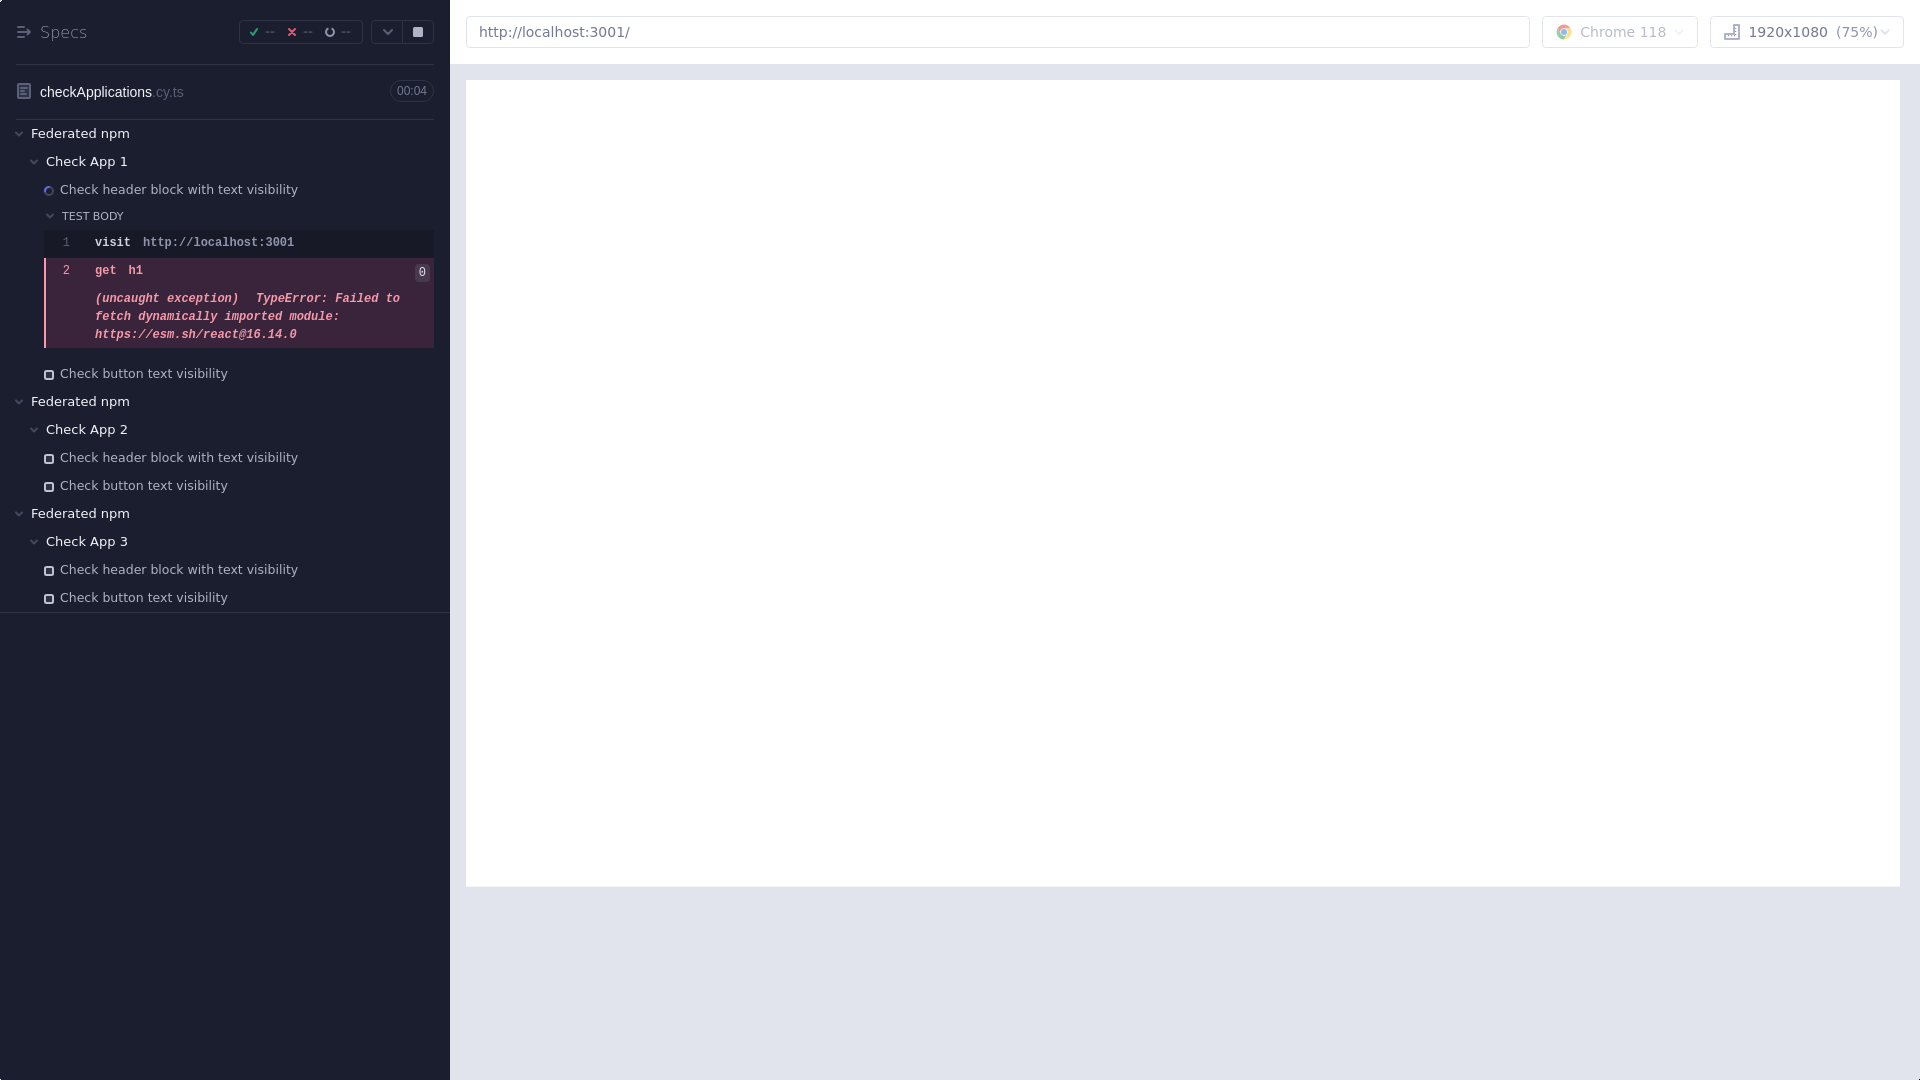 Specs
-- -- --
checkApplications.cy.ts
00:04
Federated npm
Check App 1
Check header block with text visibility
TEST BODY
1 visit http://localhost:3001
2 get h1 0
(uncaught exception) TypeError: Failed to
fetch dynamically imported module:
https://esm.sh/react@16.14.0
Check button text visibility
Federated npm
Check App 2
Check header block with text visibility
Check button text visibility
Federated npm
Check App 3
Check header block with text visibility
Check button text visibility
http://localhost:3001/
Chrome 118
1920x1080 (75%)